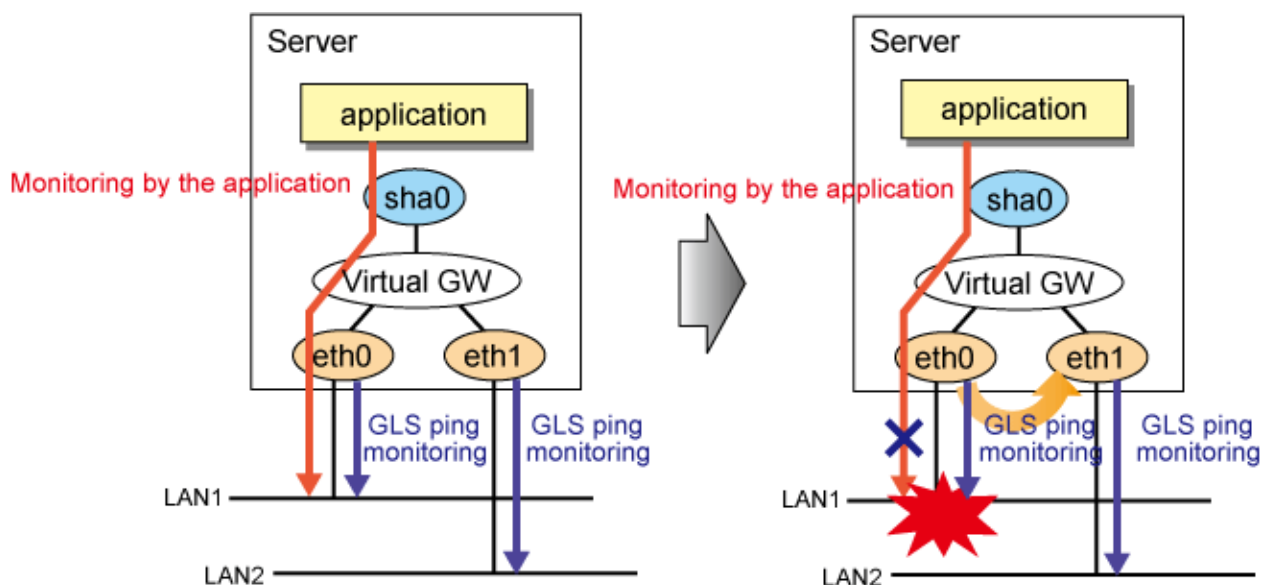 Server
application
Monitoring by the application
sha0
Virtual GW
eth0
eth1
GLS ping
monitoring
GLS ping
monitoring
LAN1
LAN2
Server
application
Monitoring by the application
sha0
Virtual GW
eth0
eth1
GLS ping
monitoring
GLS ping
monitoring
LAN1
LAN2